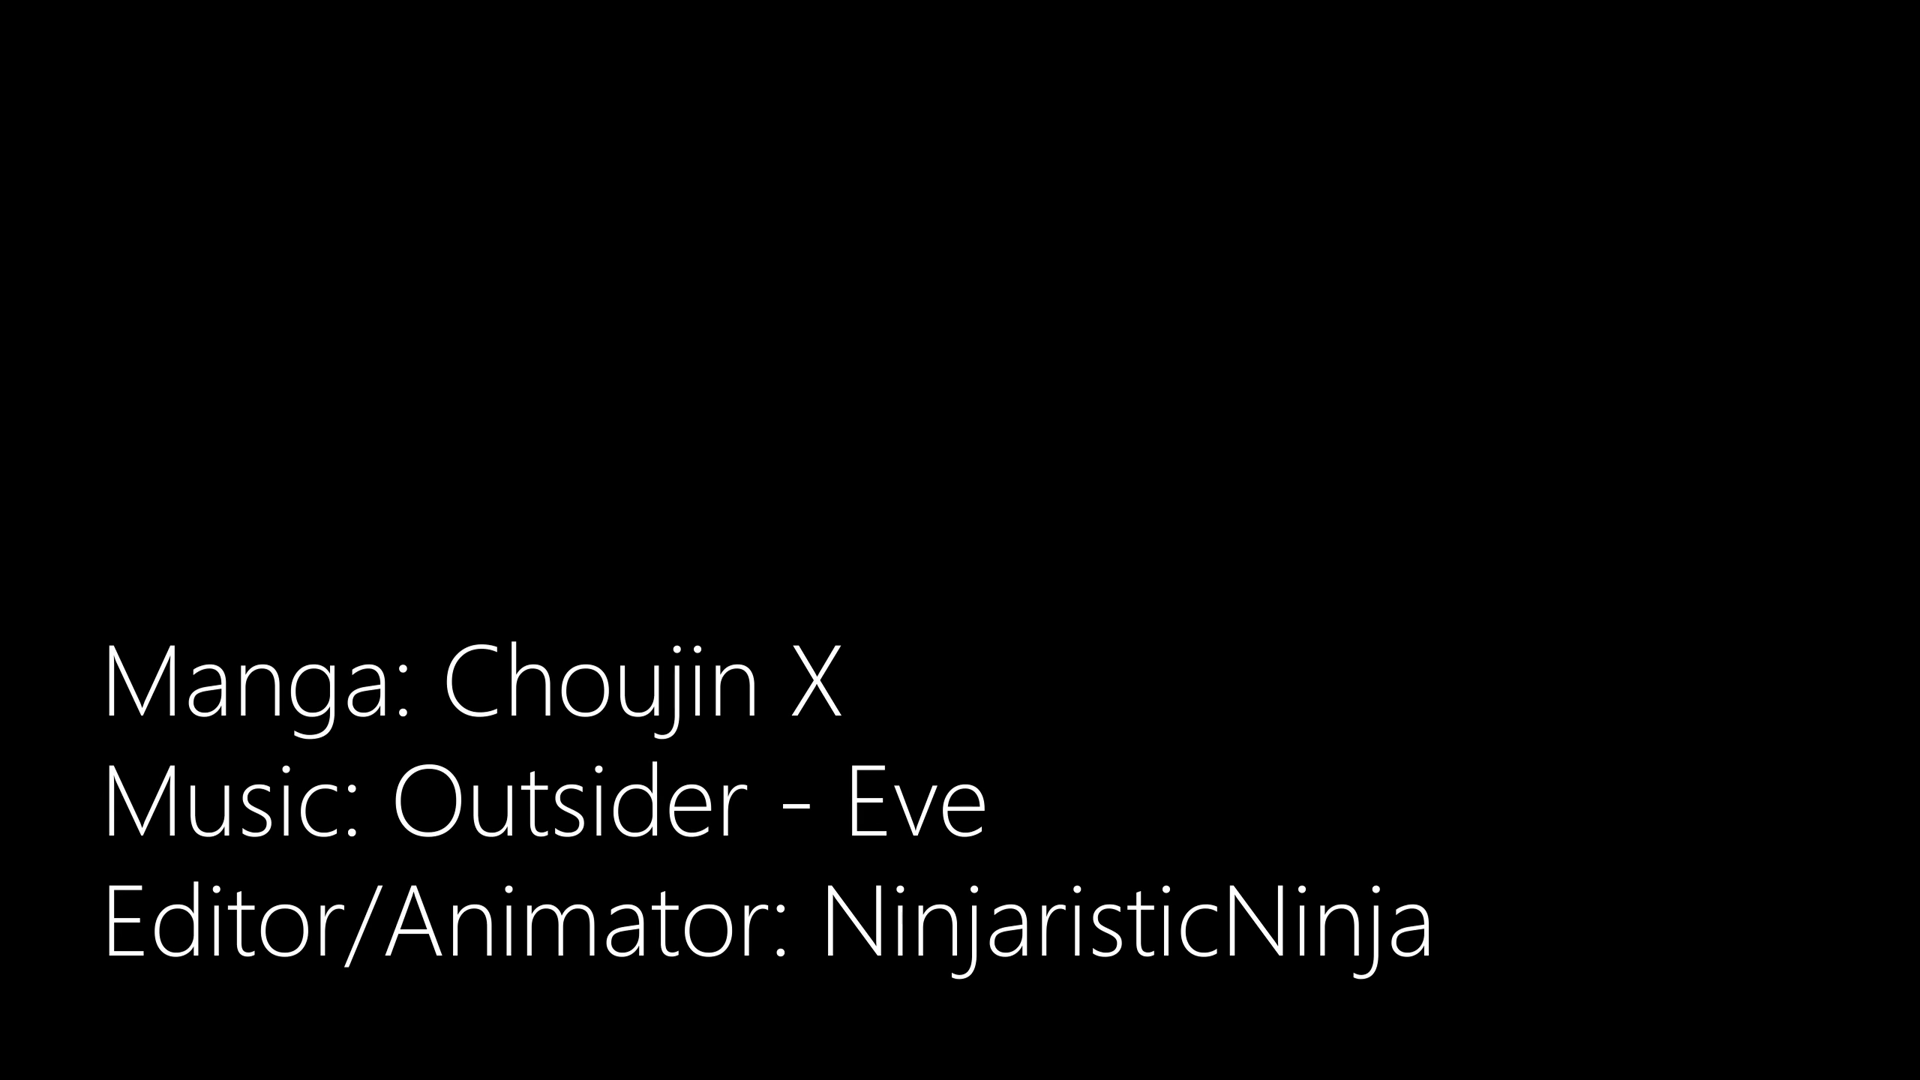 Manga: Choujin X
Music: Outsider - Eve
Editor/Animator: NinjaristicNinja